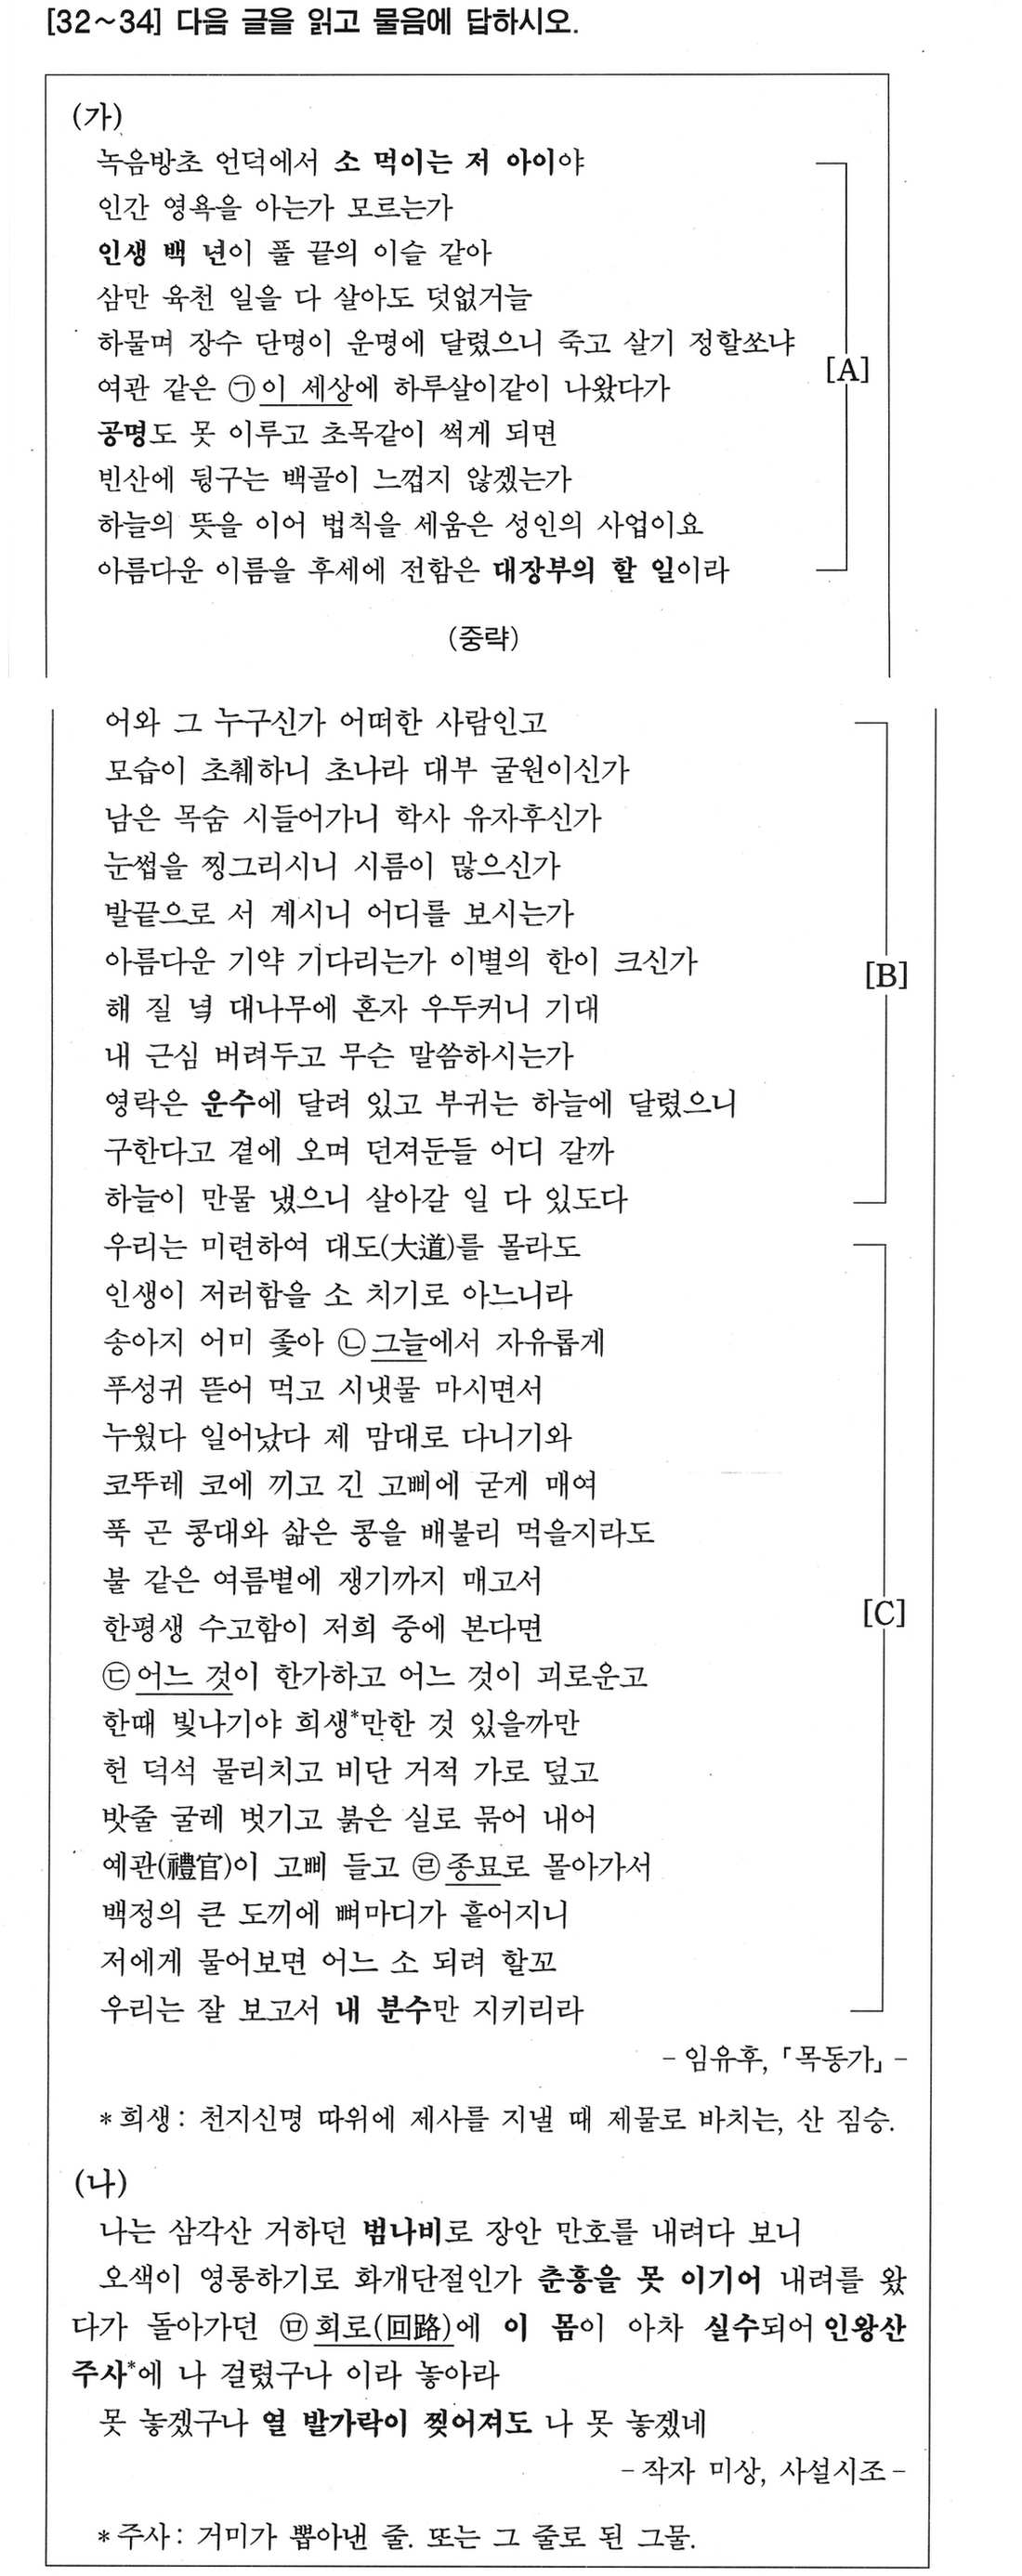 [32~34] 다음 글을 읽고 물음에 답하시오.
(가)
녹음방초 언덕에서 소 먹이는 저 아이야
인간 영욕을 아는가 모르는가
인생 백 년이 풀 끝의 이슬 같아
삼만 육천 일을 다 살아도 덧없거늘
하물며 장수 단명이 운명에 달렸으니 죽고 살기 정할쏘냐
여관 같은 ㉠이 세상에 하루살이같이 나왔다가
공명도 못 이루고 초목같이 썩게 되면
빈산에 뒹구는 백골이 느껍지 않겠는가
하늘의 뜻을 이어 법칙을 세움은 성인의 사업이요
아름다운 이름을 후세에 전함은 대장부의 할 일이라
[A]
(중략)
어와 그 누구신가 어떠한 사람인고
모습이 초췌하니 초나라 대부 굴원이신가
남은 목숨 시들어가니 학사 유자후신가
눈썹을 찡그리시니 시름이 많으신가
발끝으로 서 계시니 어디를 보시는가
아름다운 기약 기다리는가 이별의 한이 크신가
해 질 녘 대나무에 혼자 우두커니 기대
내 근심 버려두고 무슨 말씀하시는가
영락은 운수에 달려 있고 부귀는 하늘에 달렸으니
구한다고 곁에 오며 던져둔들 어디 갈까
하늘이 만물 냈으니 살아갈 일 다 있도다
[B]
우리는 미련하여 대도(大道)를 몰라도
인생이 저러함을 소 치기로 아느니라
송아지 어미 좇아 ㉡그늘에서 자유롭게
푸성귀 뜯어 먹고 시냇물 마시면서
누웠다 일어났다 제 맘대로 다니기와
코뚜레 코에 끼고 긴 고삐에 굳게 매여
푹 곤 콩대와 삶은 콩을 배불리 먹을지라도
불 같은 여름볕에 쟁기까지 매고서
한평생 수고함이 저희 중에 본다면
㉢어느 것이 한가하고 어느 것이 괴로운고
한때 빛나기야 희생*만한 것 있을까만
헌 덕석 물리치고 비단 거적 가로 덮고
밧줄 굴레 벗기고 붉은 실로 묶어 내어
예관(禮官)이 고삐 들고 ㉣종묘로 몰아가서
백정의 큰 도끼에 뼈마디가 흩어지니
저에게 물어보면 어느 소 되려 할꼬
우리는 잘 보고서 내 분수만 지키리라
[C]
- 임유후, 「목동가」 -
*희생: 천지신명 따위에 제사를 지낼 때 제물로 바치는, 산 짐승.
(나)
나는 삼각산 거하던 범나비로 장안 만호를 내려다 보니
오색이 영롱하기로 화개단절인가 춘흥을 못 이기어 내려를 왔
다가 돌아가던 ㉤회로(回路)에 이 몸이 아차 실수되어 인왕산
주사*에 나 걸렸구나 이라 놓아라
못 놓겠구나 열 발가락이 찢어져도 나 못 놓겠네
- 작자 미상, 사설시조 -
*주사: 거미가 뽑아낸 줄. 또는 그 줄로 된 그물.